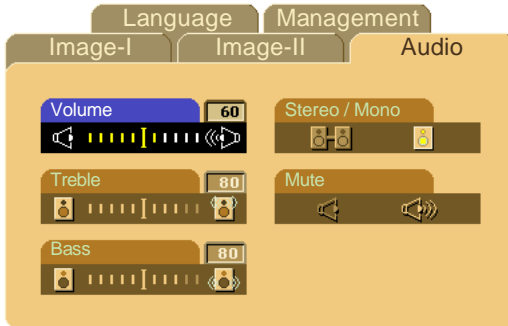 Language Management
Image-I Image-II Audio
Volume 60
Stereo / Mono
Treble 80
Mute
Bass 80